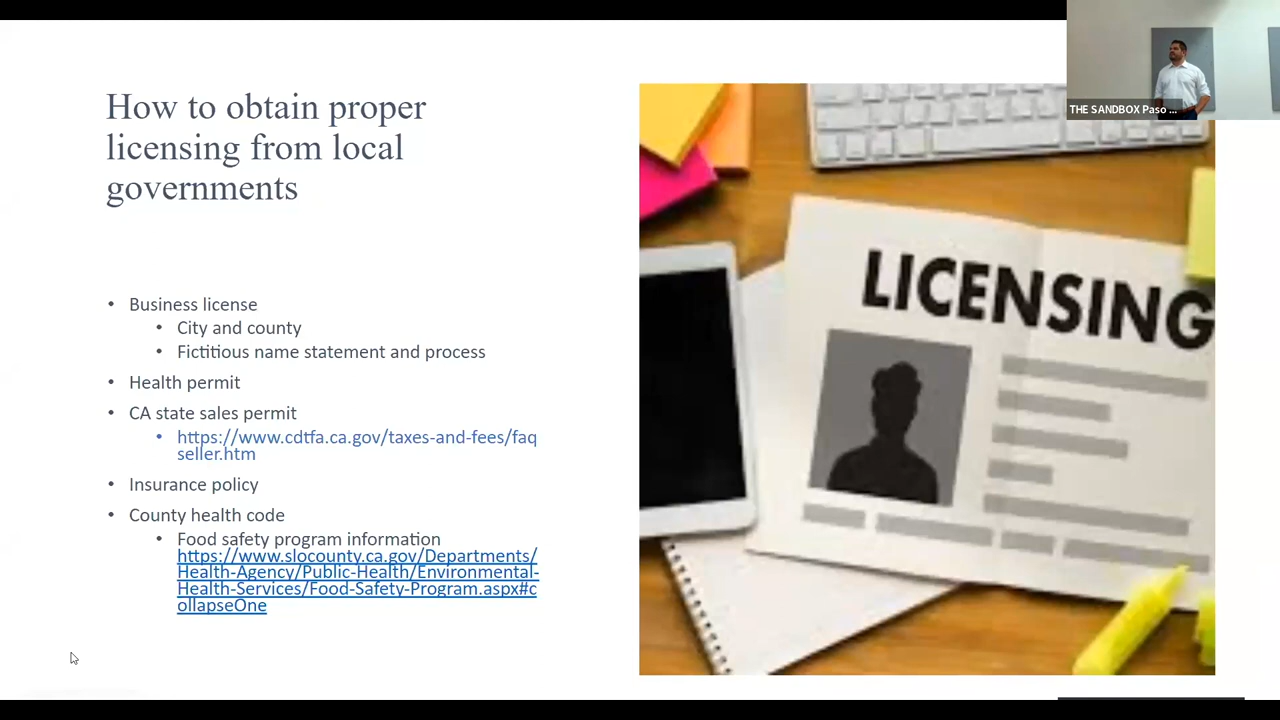 THE SANDBOX Paso ...
How to obtain proper
licensing from local
governments
• Business license
• City and county
• Fictitious name statement and process
• Health permit
• CA state sales permit
• https://www.cdtfa.ca.gov/taxes-and-fees/faq
seller.htm
• Insurance policy
• County health code
• Food safety program information
https://www.slocounty.ca.gov/Departments/
Health-Agency/Public-Health/Environmental-
Health-Services/Food-Safety-Program.aspx#c
ollapseOne
LICENSING